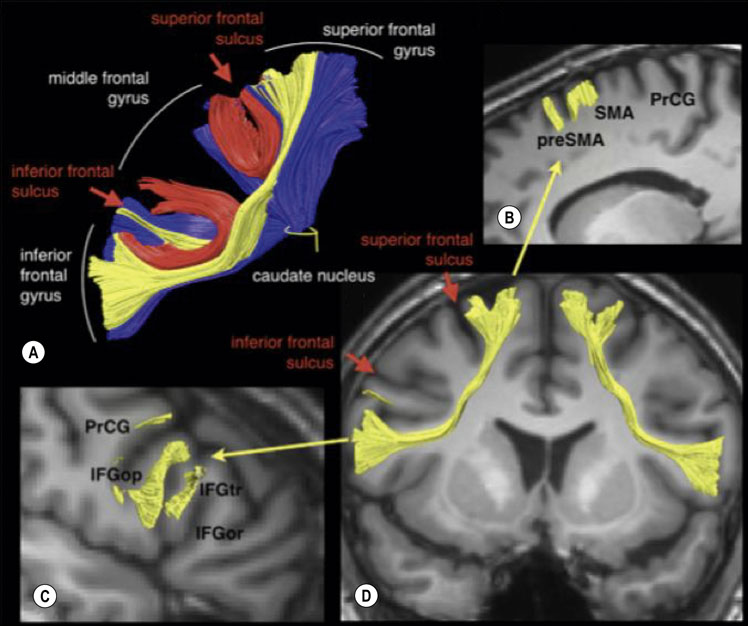 superior frontal
sulcus
superior frontal
gyrus
middle frontal
gyrus
inferior frontal
sulcus
inferior
frontal
gyrus
caudate nucleus
A
PrCG
SMA
preSMA
B
superior frontal
sulcus
inferior frontal
sulcus
PrCG
IFGop
IFGtr
IFGor
C
D